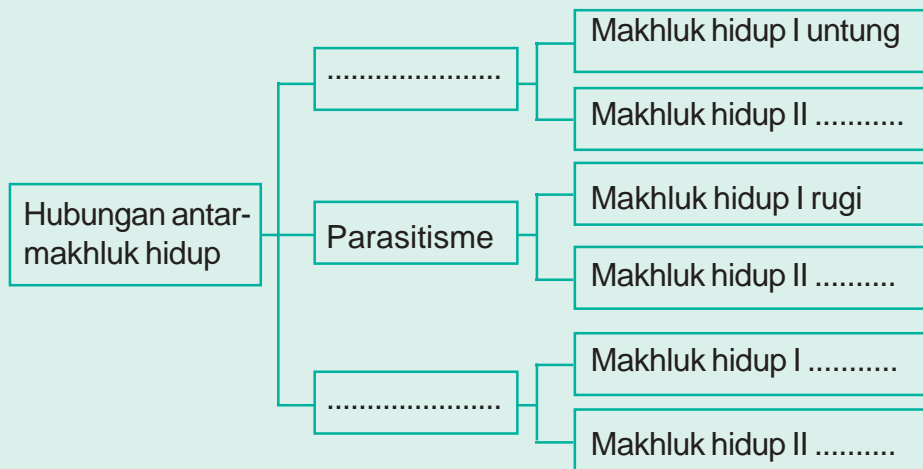 Hubungan antar-
makhluk hidup
......................
Makhluk hidup I untung
Makhluk hidup II ...........
Parasitisme
Makhluk hidup I rugi
Makhluk hidup II ..........
......................
Makhluk hidup I ...........
Makhluk hidup II ..........